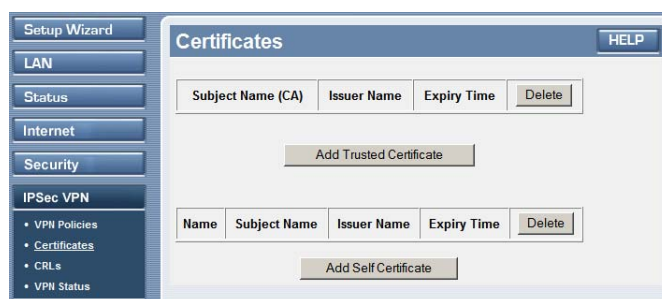 Setup Wizard
LAN
Status
Internet
Security
IPSec VPN
• VPN Policies
• Certificates
• CRLs
• VPN Status
Certificates
HELP
Subject Name (CA) Issuer Name Expiry Time Delete
Add Trusted Certificate
Name Subject Name Issuer Name Expiry Time Delete
Add Self Certificate